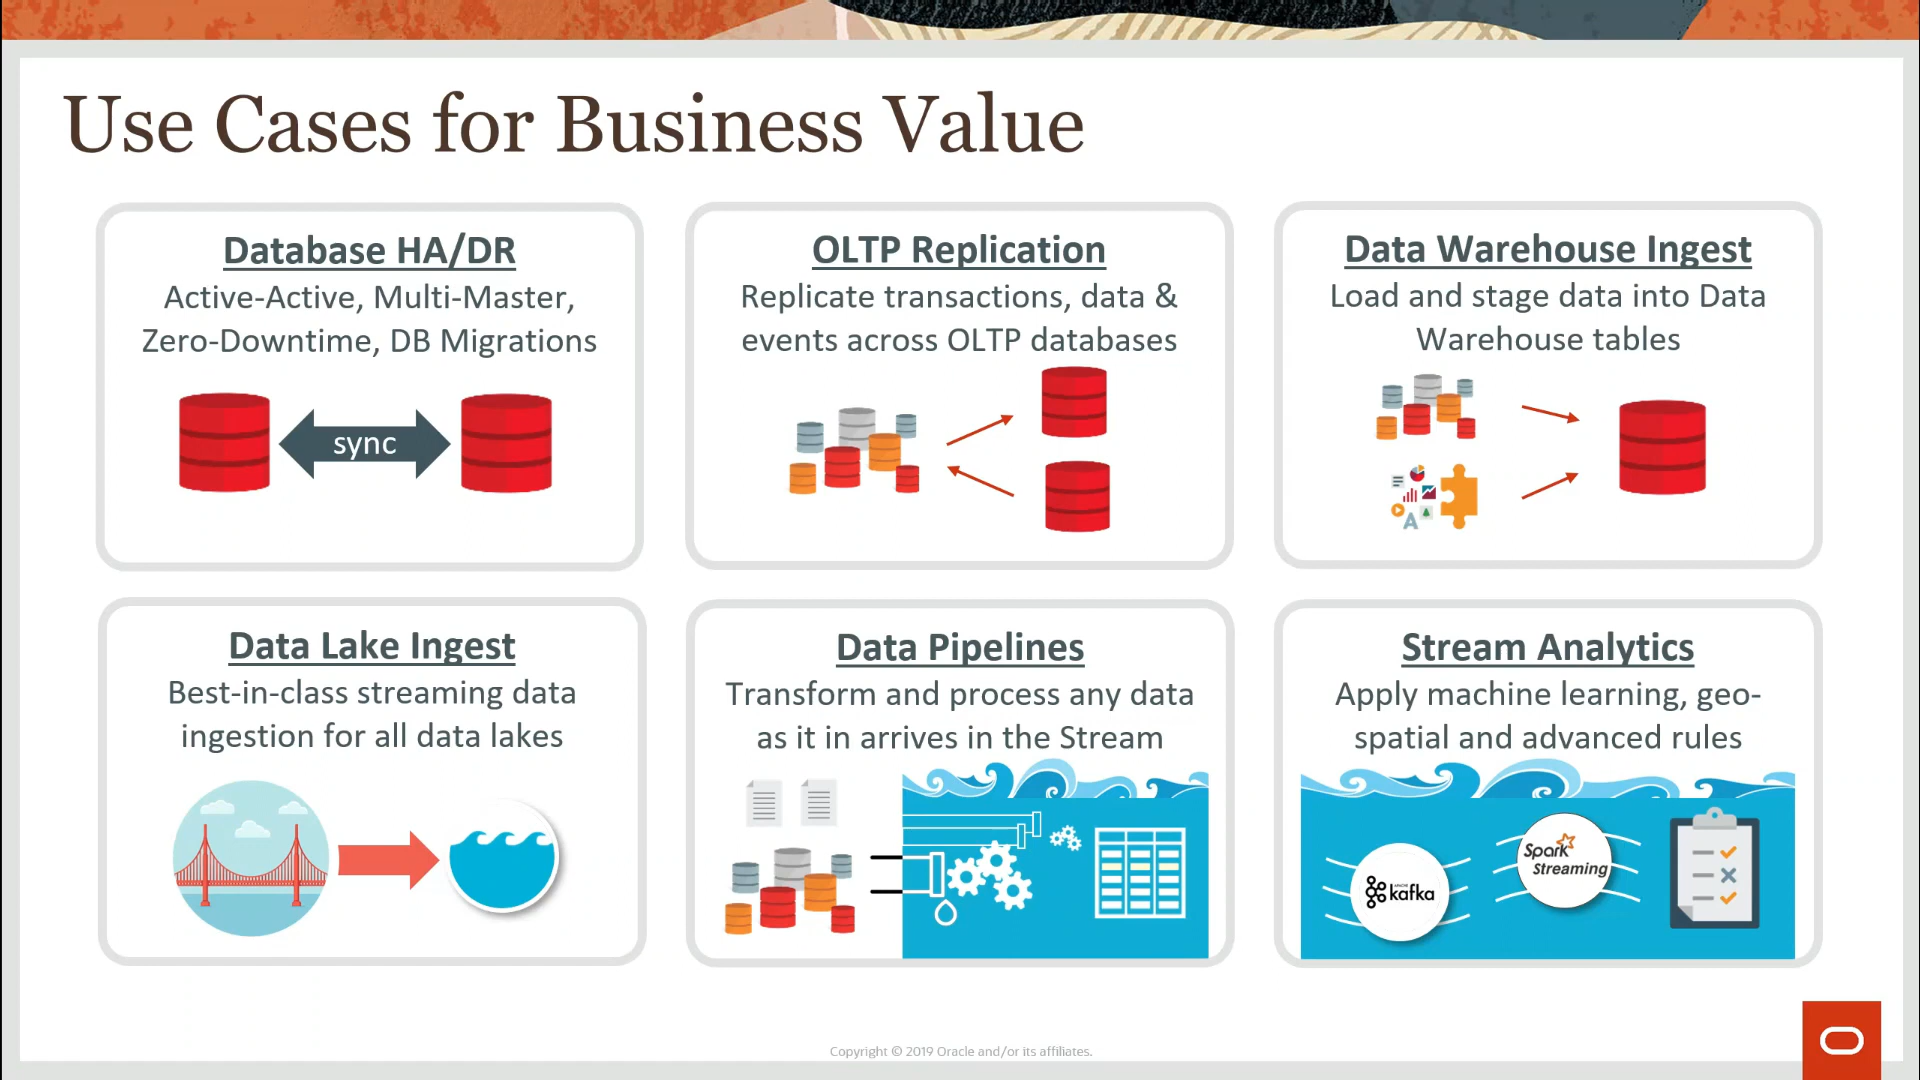 Use Cases for Business Value
Database HA/DR
Active-Active, Multi-Master,
Zero-Downtime, DB Migrations
sync
OLTP Replication
Replicate transactions, data &
events across OLTP databases
Data Warehouse Ingest
Load and stage data into Data
Warehouse tables
A
Data Lake Ingest
Best-in-class streaming data
ingestion for all data lakes
Data Pipelines
Transform and process any data
as it in arrives in the Stream
Stream Analytics
Apply machine learning, geo-
spatial and advanced rules
kafka
Spark
Streaming
Copyright © 2019 Oracle and/or its affiliates.